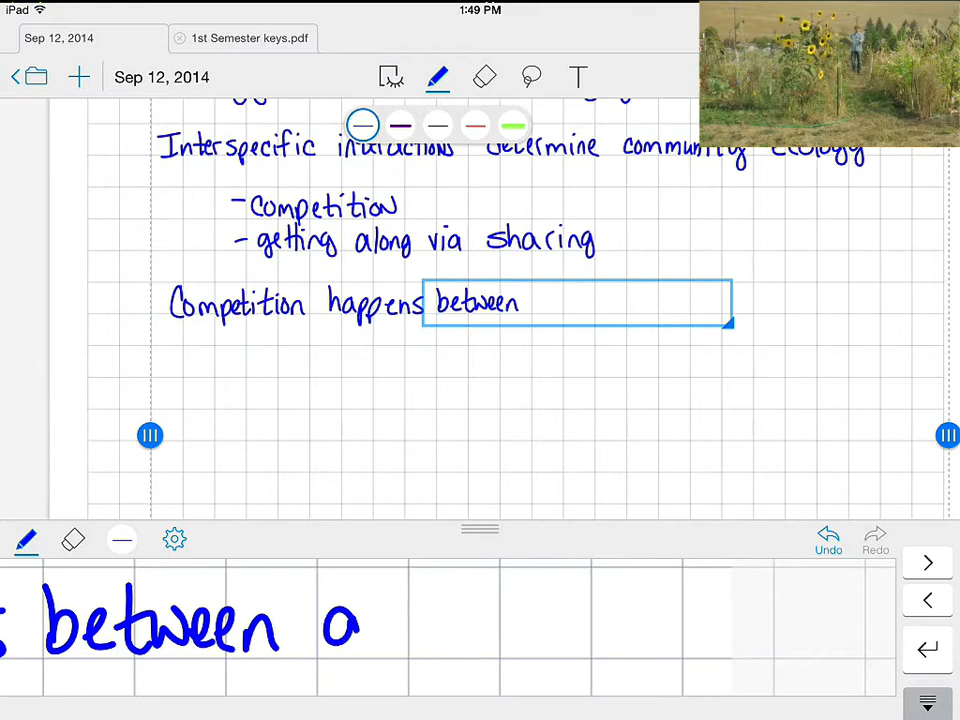 iPad 1:49 PM
Sep 12, 2014 1st Semester keys.pdf
Sep 12, 2014 T
Interspecific interactions determine community ecology
- competition
- getting along via sharing
Competition happens between
Undo Redo
between a